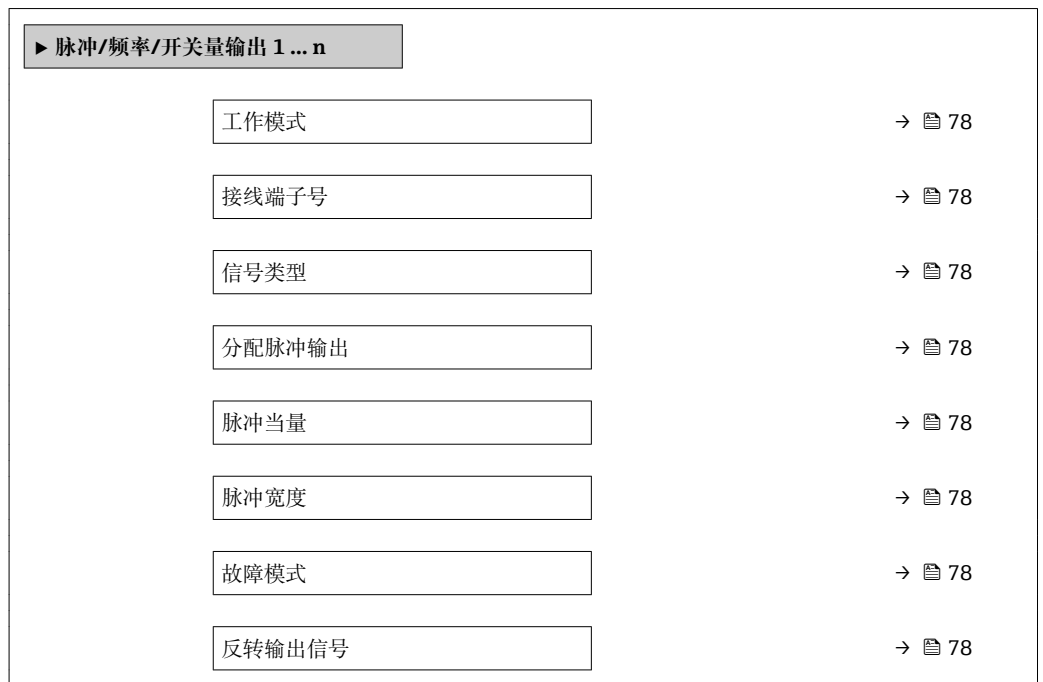 ▶ 脉冲/频率/开关量输出 1 ... n
工作模式 → 78
接线端子号 → 78
信号类型 → 78
分配脉冲输出 → 78
脉冲当量 → 78
脉冲宽度 → 78
故障模式 → 78
反转输出信号 → 78